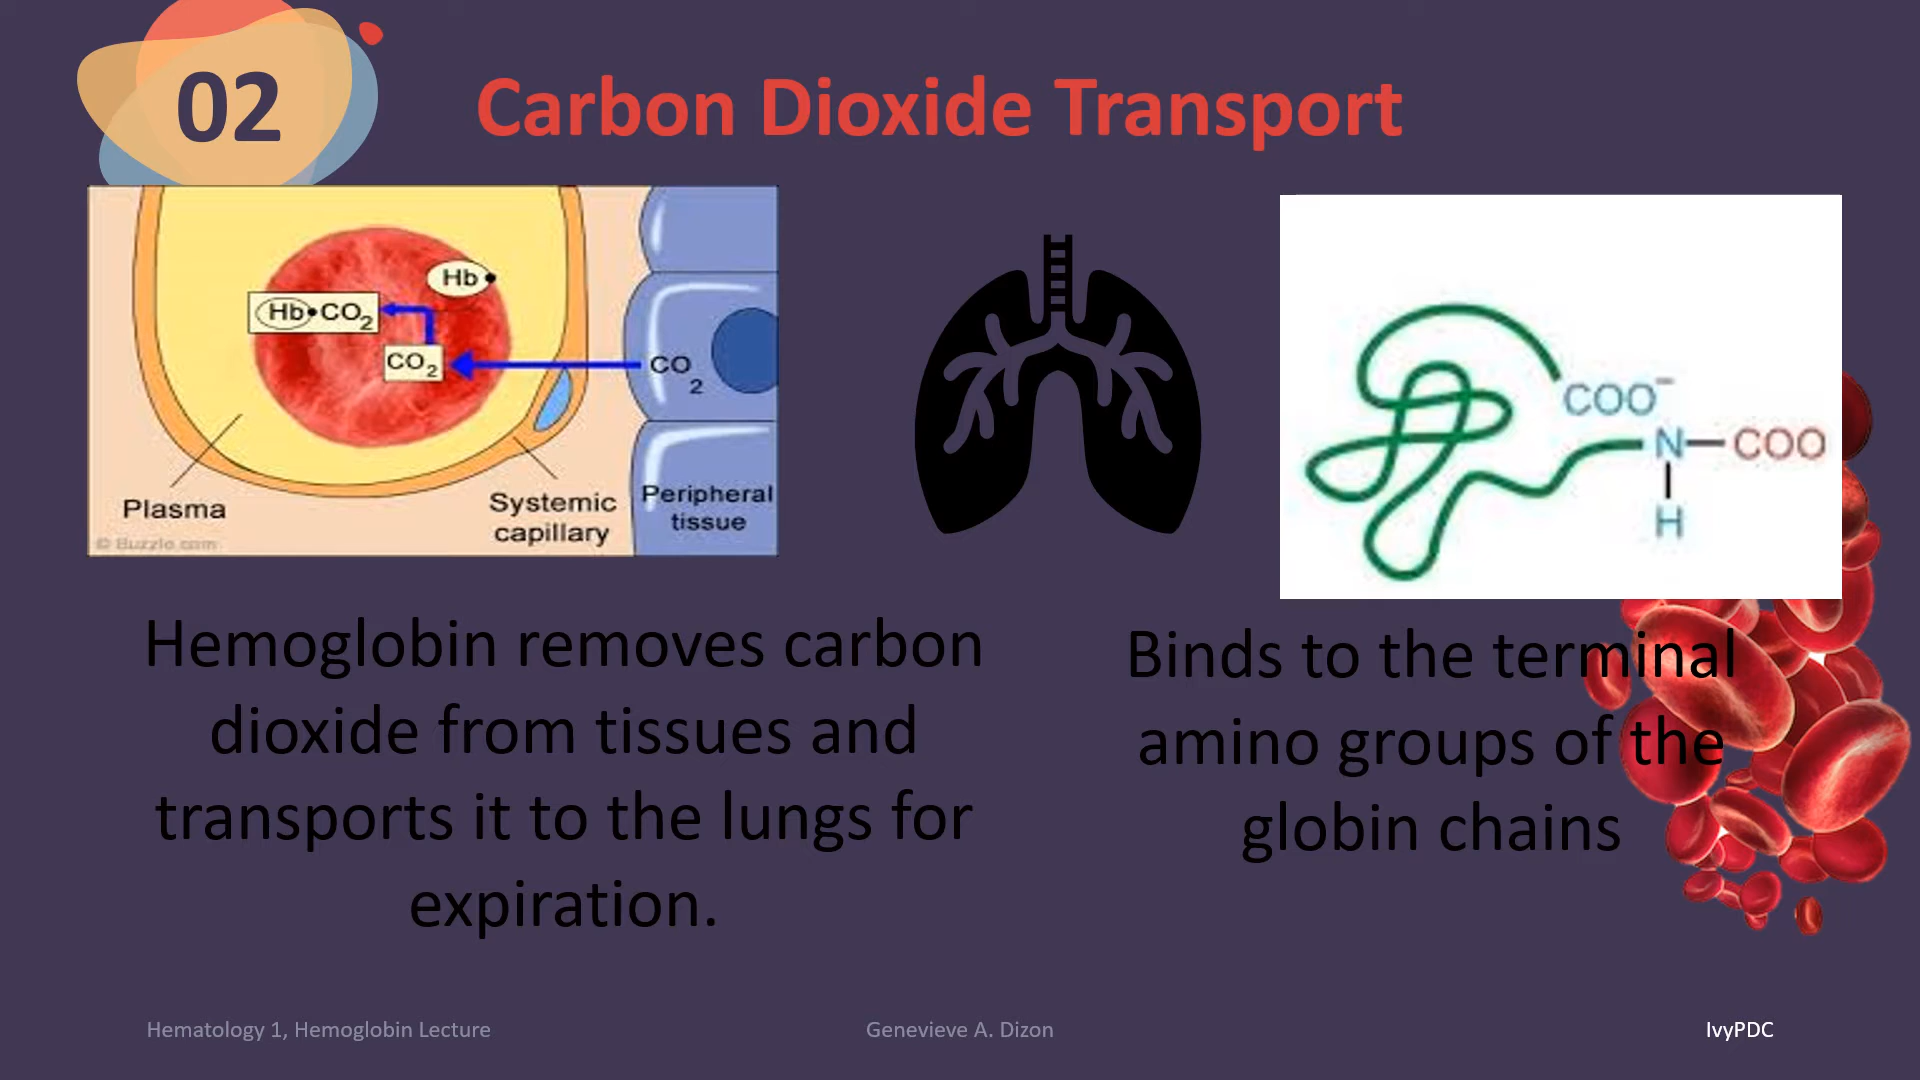 02
Carbon Dioxide Transport
Hb•
Hb•CO2
CO2
CO2
Plasma
Systemic
capillary
Peripheral
tissue
© Buzzle.com
COO⁻
N—COO
H
Hemoglobin removes carbon
dioxide from tissues and
transports it to the lungs for
expiration.
Binds to the terminal
amino groups of the
globin chains
Hematology 1, Hemoglobin Lecture
Genevieve A. Dizon
IvyPDC